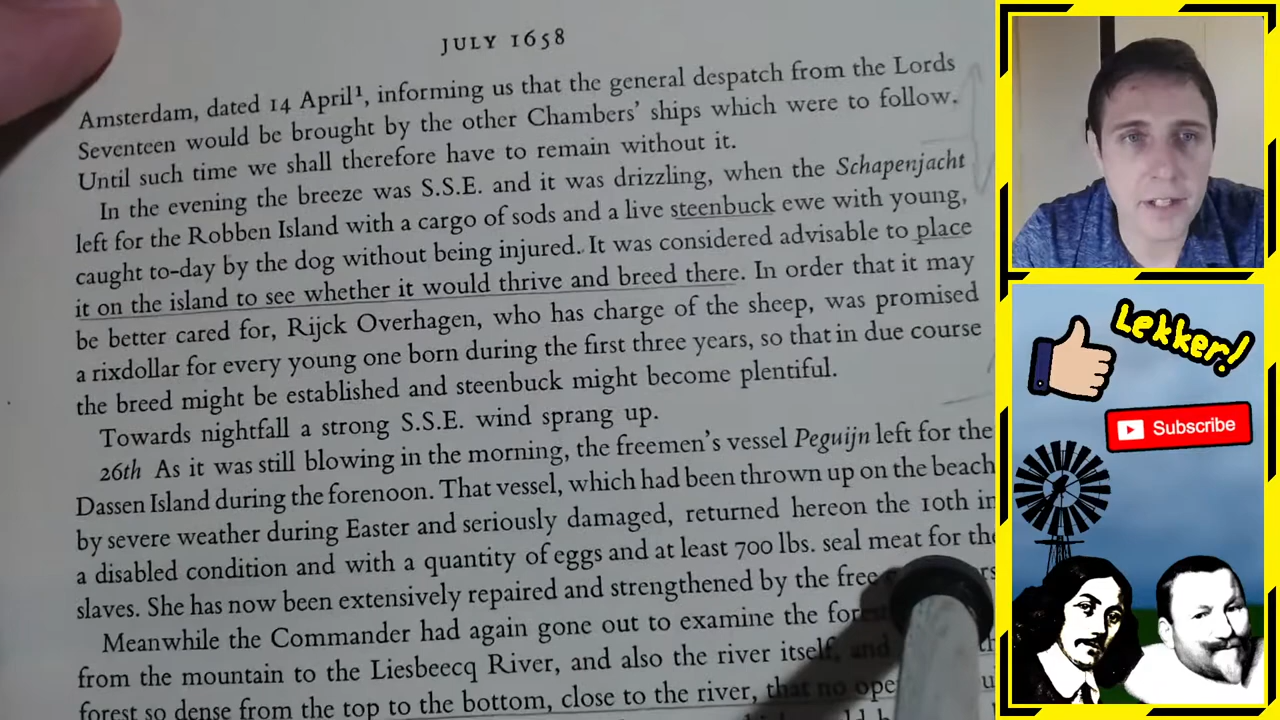 JULY 1658
Amsterdam, dated 14 April¹, informing us that the general despatch from the Lords
Seventeen would be brought by the other Chambers' ships which were to follow.
Until such time we shall therefore have to remain without it.
In the evening the breeze was S.S.E. and it was drizzling, when the Schapenjacht
left for the Robben Island with a cargo of sods and a live steenbuck ewe with young,
caught to-day by the dog without being injured. It was considered advisable to place
it on the island to see whether it would thrive and breed there. In order that it may
be better cared for, Rijck Overhagen, who has charge of the sheep, was promised
a rixdollar for every young one born during the first three years, so that in due course
the breed might be established and steenbuck might become plentiful.
Towards nightfall a strong S.S.E. wind sprang up.
26th As it was still blowing in the morning, the freemen's vessel Peguijn left for the
Dassen Island during the forenoon. That vessel, which had been thrown up on the beach
by severe weather during Easter and seriously damaged, returned hereon the 10th in
a disabled condition and with a quantity of eggs and at least 700 lbs. seal meat for the
slaves. She has now been extensively repaired and strengthened by the free
Meanwhile the Commander had again gone out to examine the
from the mountain to the Liesbeecq River, and also the river itself, and
forest so dense from the top to the bottom, close to the river, that no
Lekker!
Subscribe